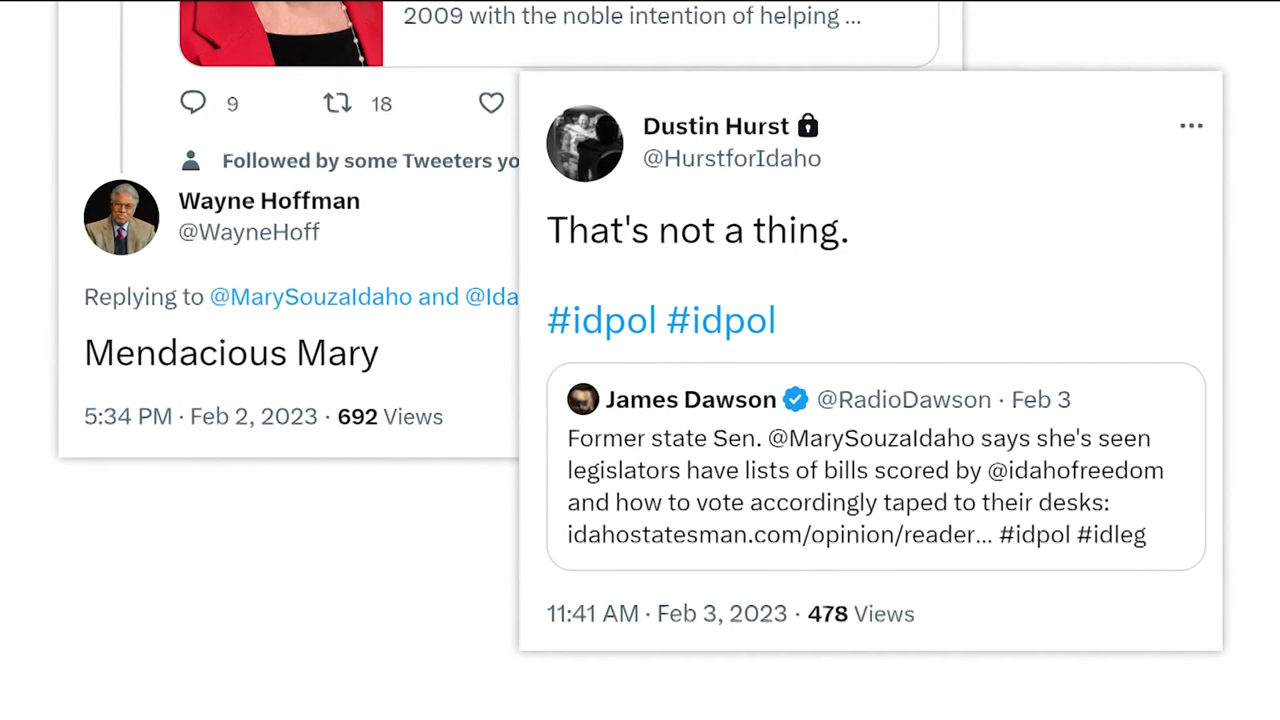 2009 with the noble intention of helping ...
9 18
Followed by some Tweeters yo
Wayne Hoffman
@WayneHoff
Replying to @MarySouzaIdaho and @Ida
Mendacious Mary
5:34 PM · Feb 2, 2023 · 692 Views
Dustin Hurst
@HurstforIdaho
That's not a thing.
#idpol #idpol
James Dawson @RadioDawson · Feb 3
Former state Sen. @MarySouzaIdaho says she's seen
legislators have lists of bills scored by @idahofreedom
and how to vote accordingly taped to their desks:
idahostatesman.com/opinion/reader... #idpol #idleg
11:41 AM · Feb 3, 2023 · 478 Views